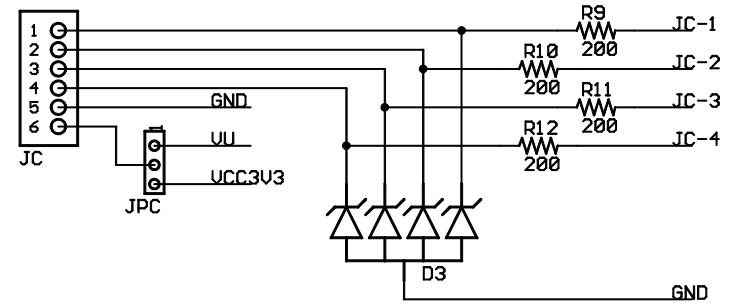 R9
1 JC-1
200
2 R10 JC-2
3 200 R11 JC-3
4 200
5 GND R12 JC-4
6 1 200
JC VU
VCC3V3
JPC
D3
GND